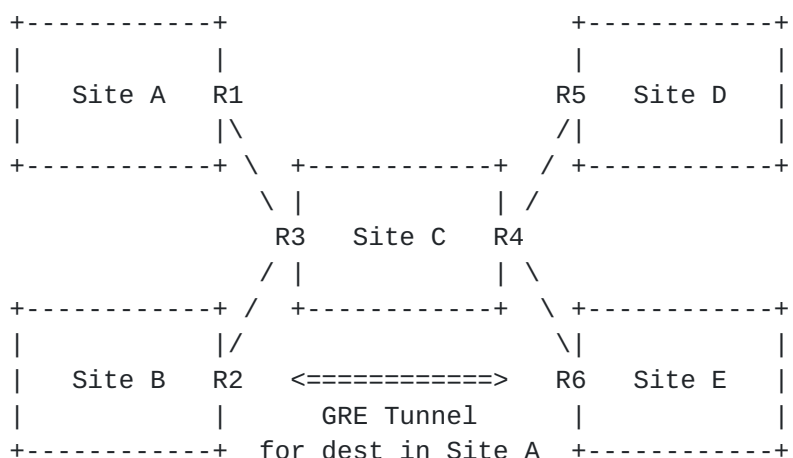 Site A R1
R5 Site D
R3 Site C R4
Site B R2
R6 Site E
GRE Tunnel
for dest in Site A